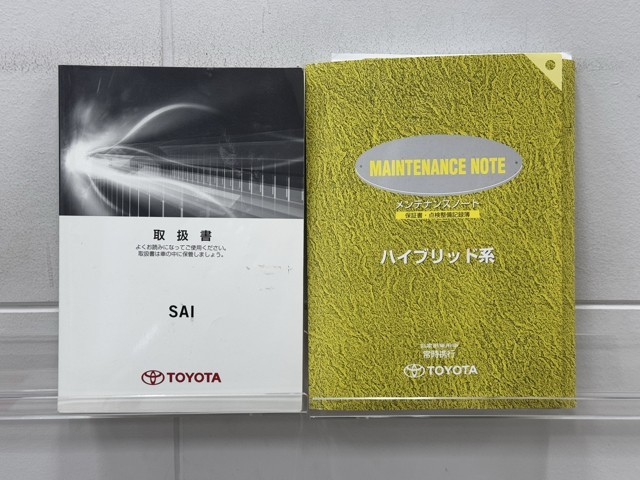 取扱書
よくお読みになってご使用ください。
取扱書は車の中に保管しましょう。
SAI
TOYOTA
MAINTENANCE NOTE
メンテナンスノート
保証書・点検整備記録簿
ハイブリッド系
常時携行
TOYOTA